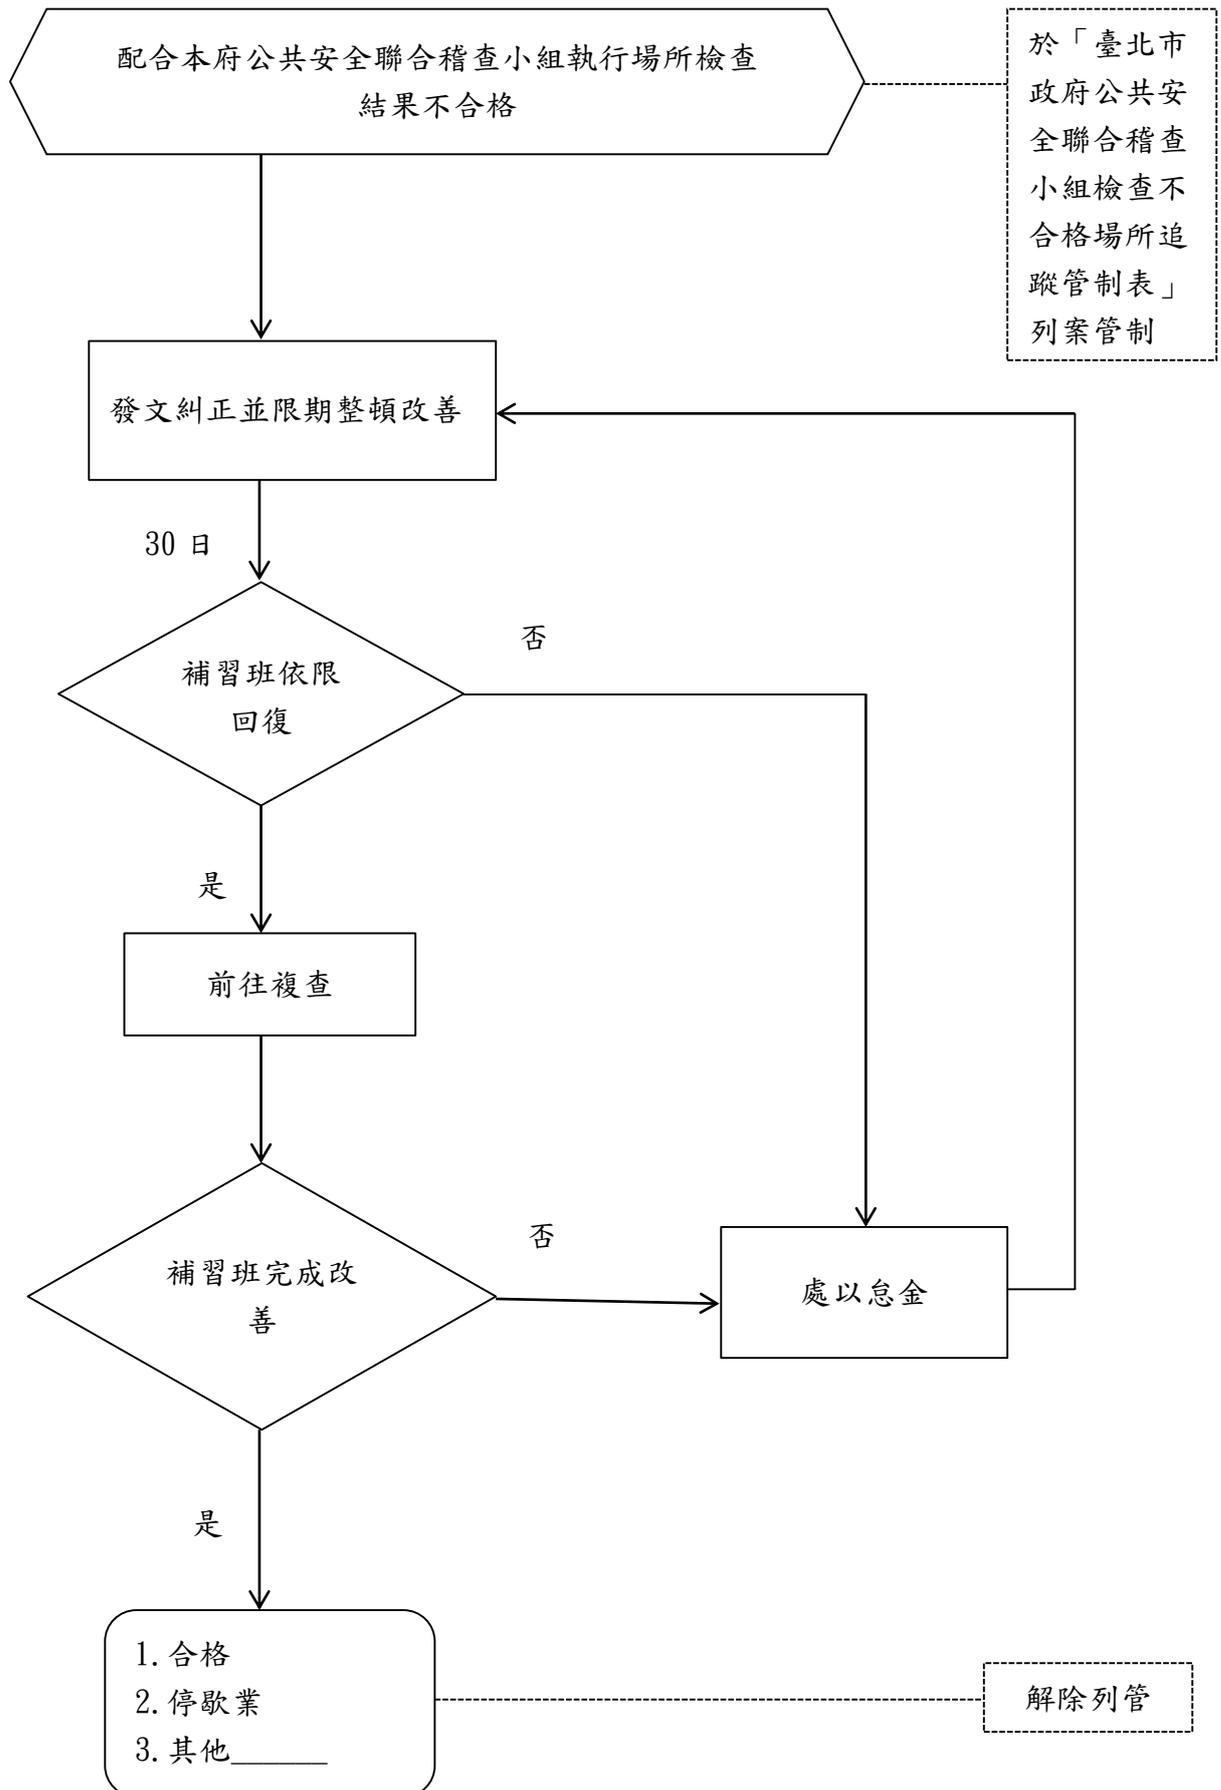 配合本府公共安全聯合稽查小組執行場所檢查
結果不合格
於「臺北市
政府公共安
全聯合稽查
小組檢查不
合格場所追
蹤管制表」
列案管制
發文糾正並限期整頓改善
30 日
補習班依限
回復
否
是
前往複查
補習班完成改
善
否
處以怠金
是
1. 合格
2. 停歇業
3. 其他______
解除列管